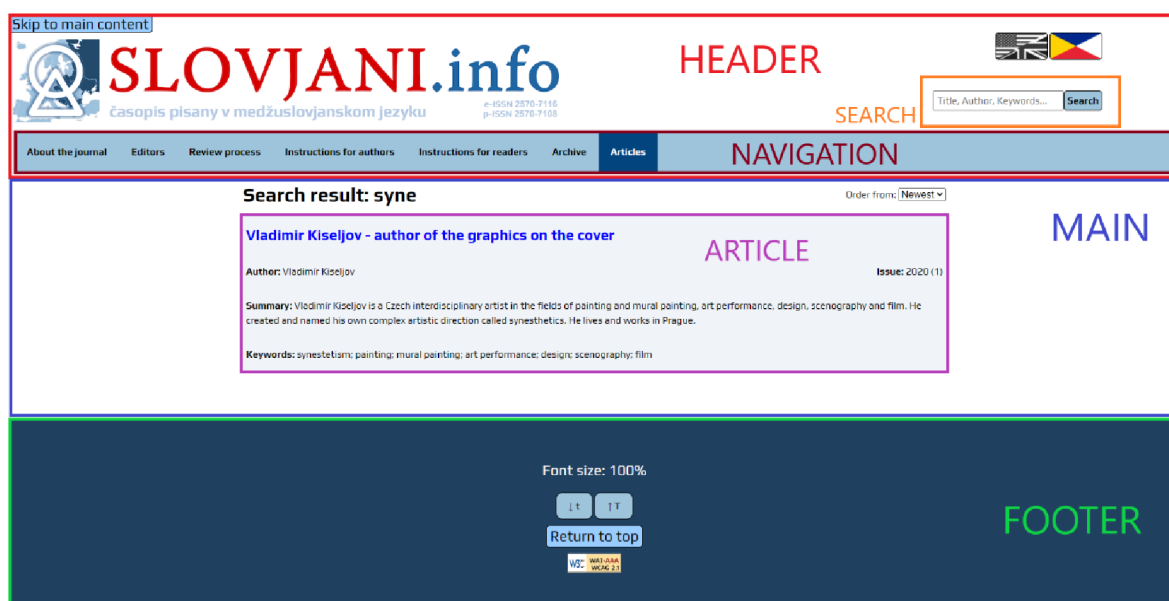 Skip to main content
SLOVJANI.info
časopis pisany v medžuslovjanskom jezyku
e-ISSN 2570-7116
p-ISSN 2570-7108
HEADER
SEARCH
Title, Author, Keywords... Search
About the journal Editors Review process Instructions for authors Instructions for readers Archive Articles
NAVIGATION
Search result: syne
Order from: Newest
MAIN
Vladimir Kiseljov - author of the graphics on the cover
ARTICLE
Author: Vladimir Kiseljov
Issue: 2020 (1)
Summary: Vladimir Kiseljov is a Czech interdisciplinary artist in the fields of painting and mural painting, art performance, design, scenography and film. He
created and named his own complex artistic direction called synesthetics. He lives and works in Prague.
Keywords: synestetism; painting; mural painting; art performance; design; scenography; film
Font size: 100%
↓t ↑T
FOOTER
Return to top
W3C WAI-AAA
WCAG 2.1